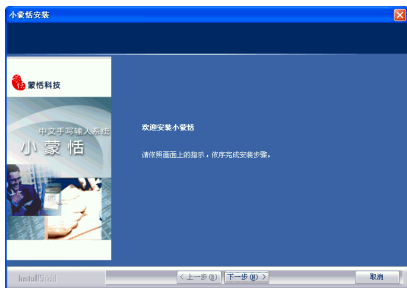 小蒙恬安装
蒙恬科技
中文手写输入系统
小蒙恬
欢迎安装小蒙恬
请依照画面上的指示，依序完成安装步骤。
InstallShield
< 上一步(B) 下一步(N) > 取消